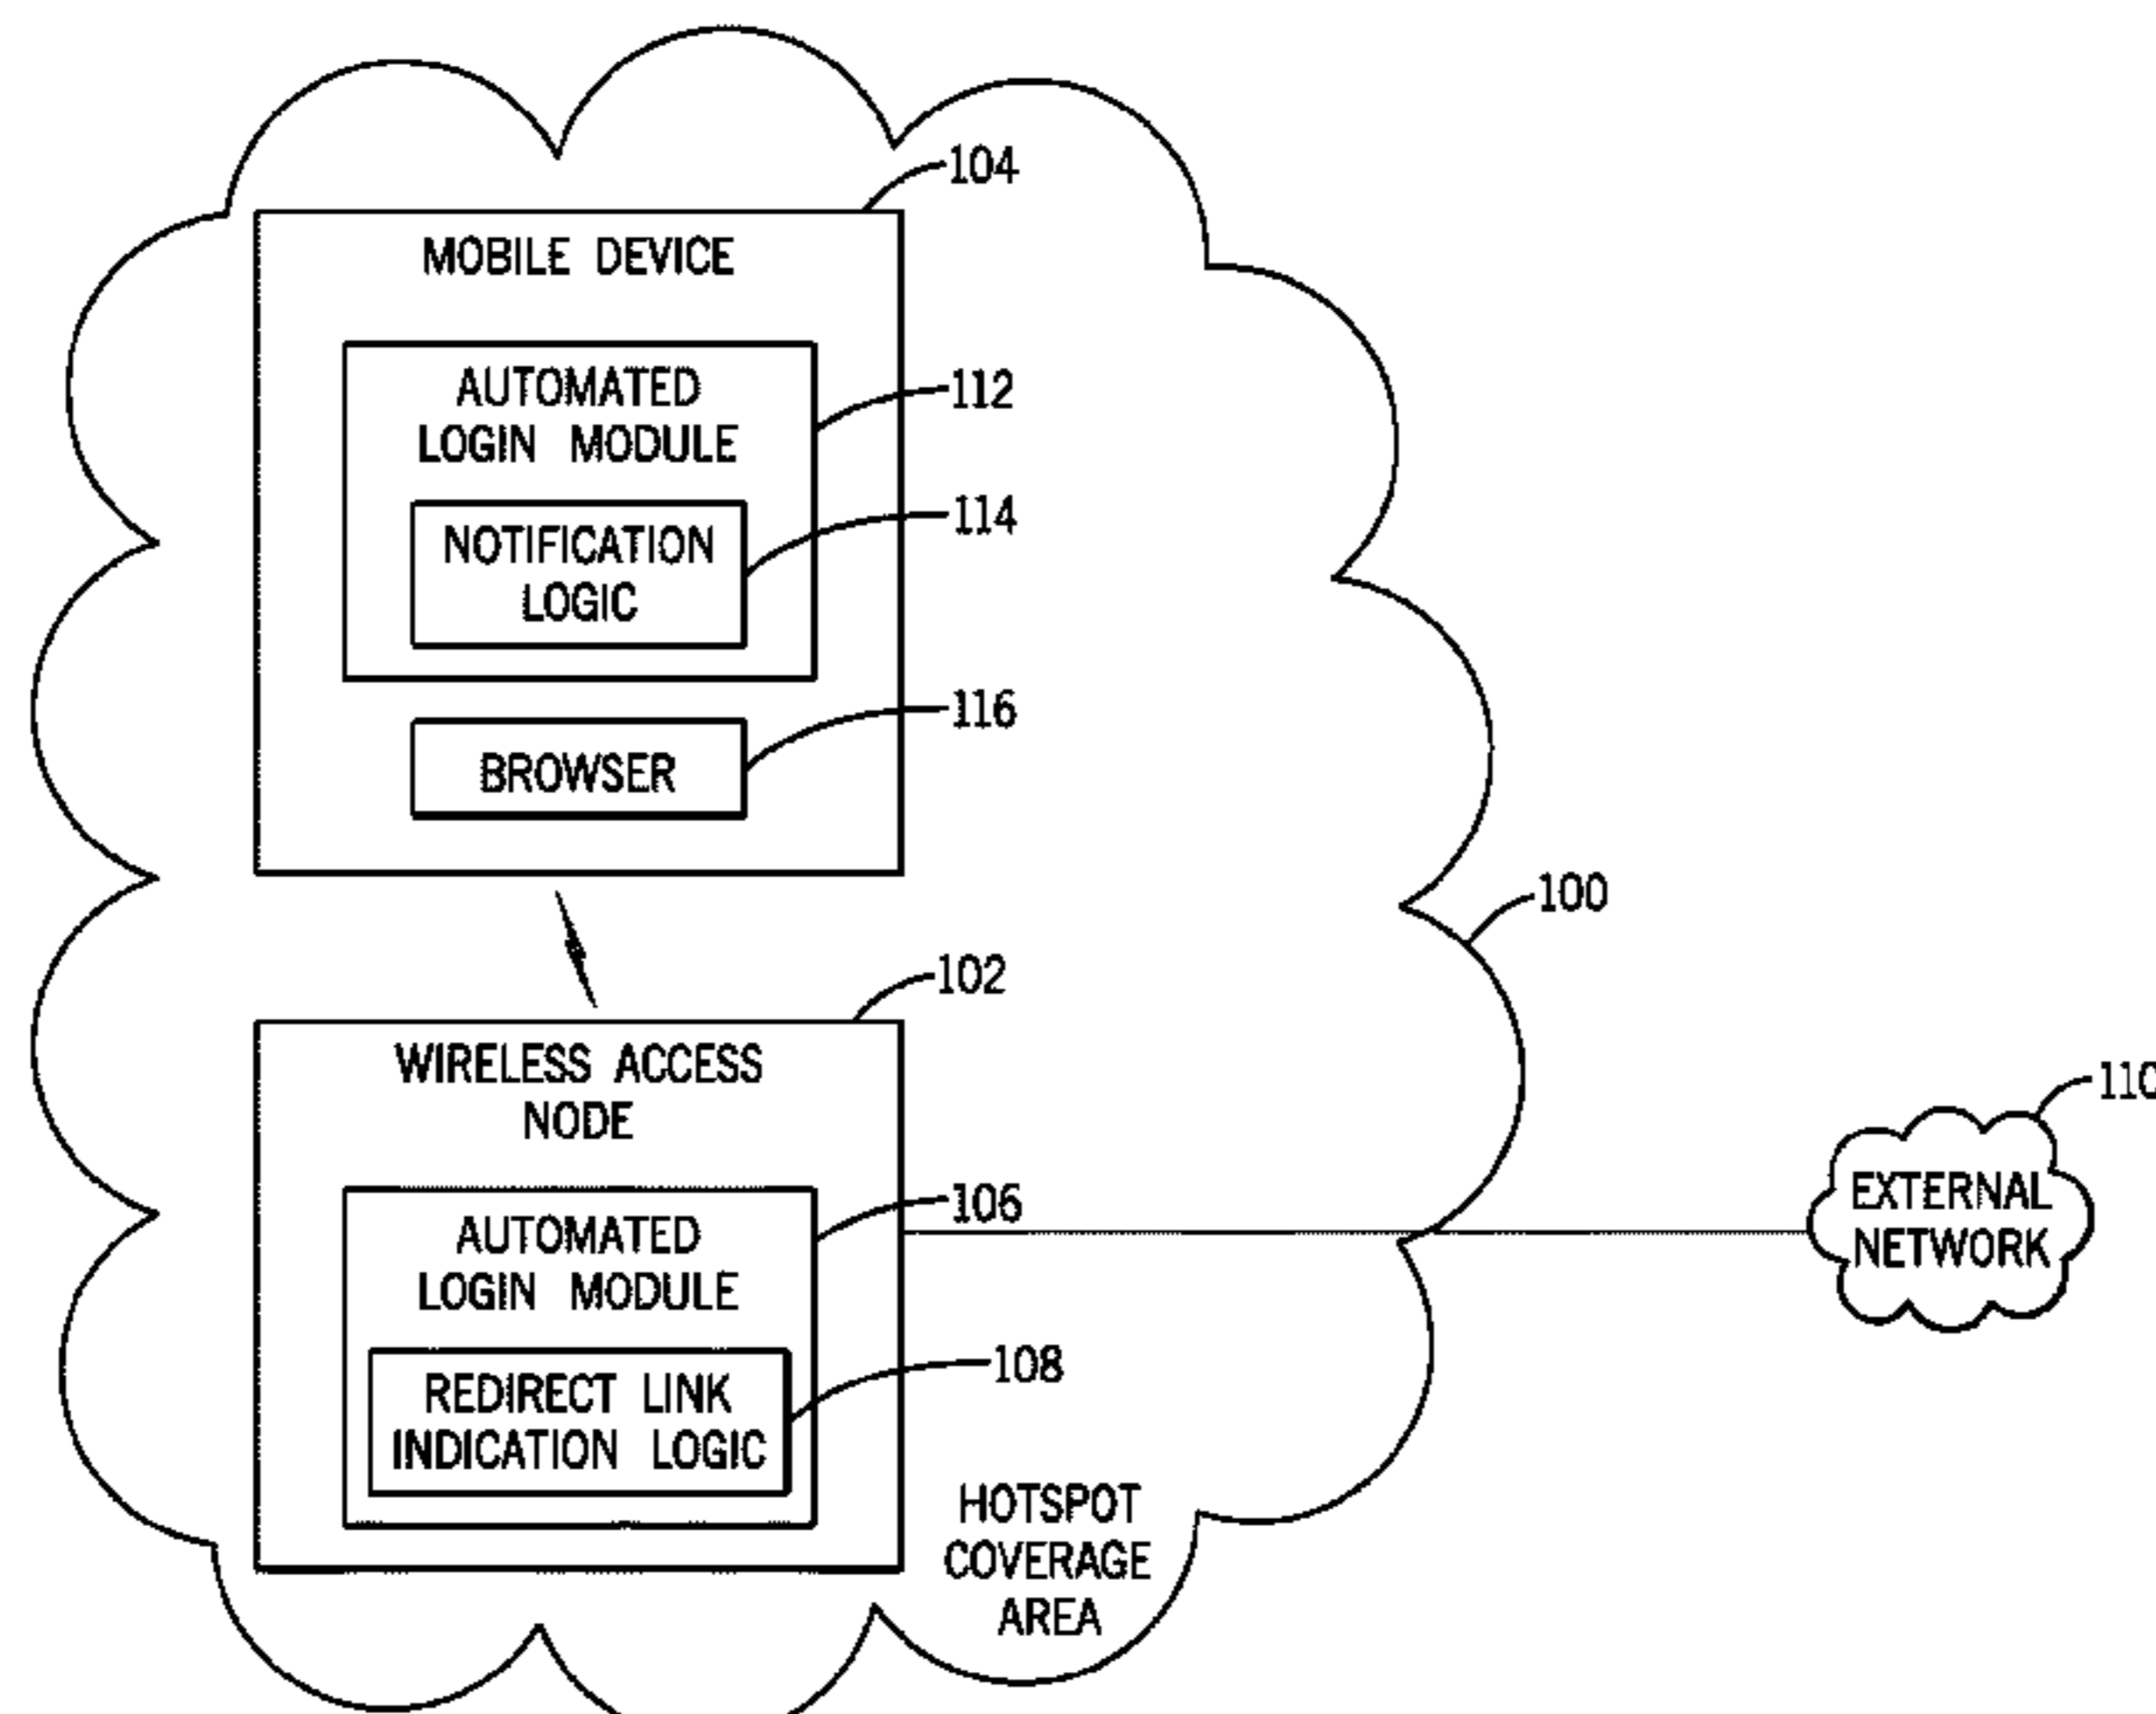 104
MOBILE DEVICE
AUTOMATED
LOGIN MODULE
112
NOTIFICATION
LOGIC
114
BROWSER
116
100
102
WIRELESS ACCESS
NODE
110
AUTOMATED
LOGIN MODULE
106
EXTERNAL
NETWORK
REDIRECT LINK
INDICATION LOGIC
108
HOTSPOT
COVERAGE
AREA